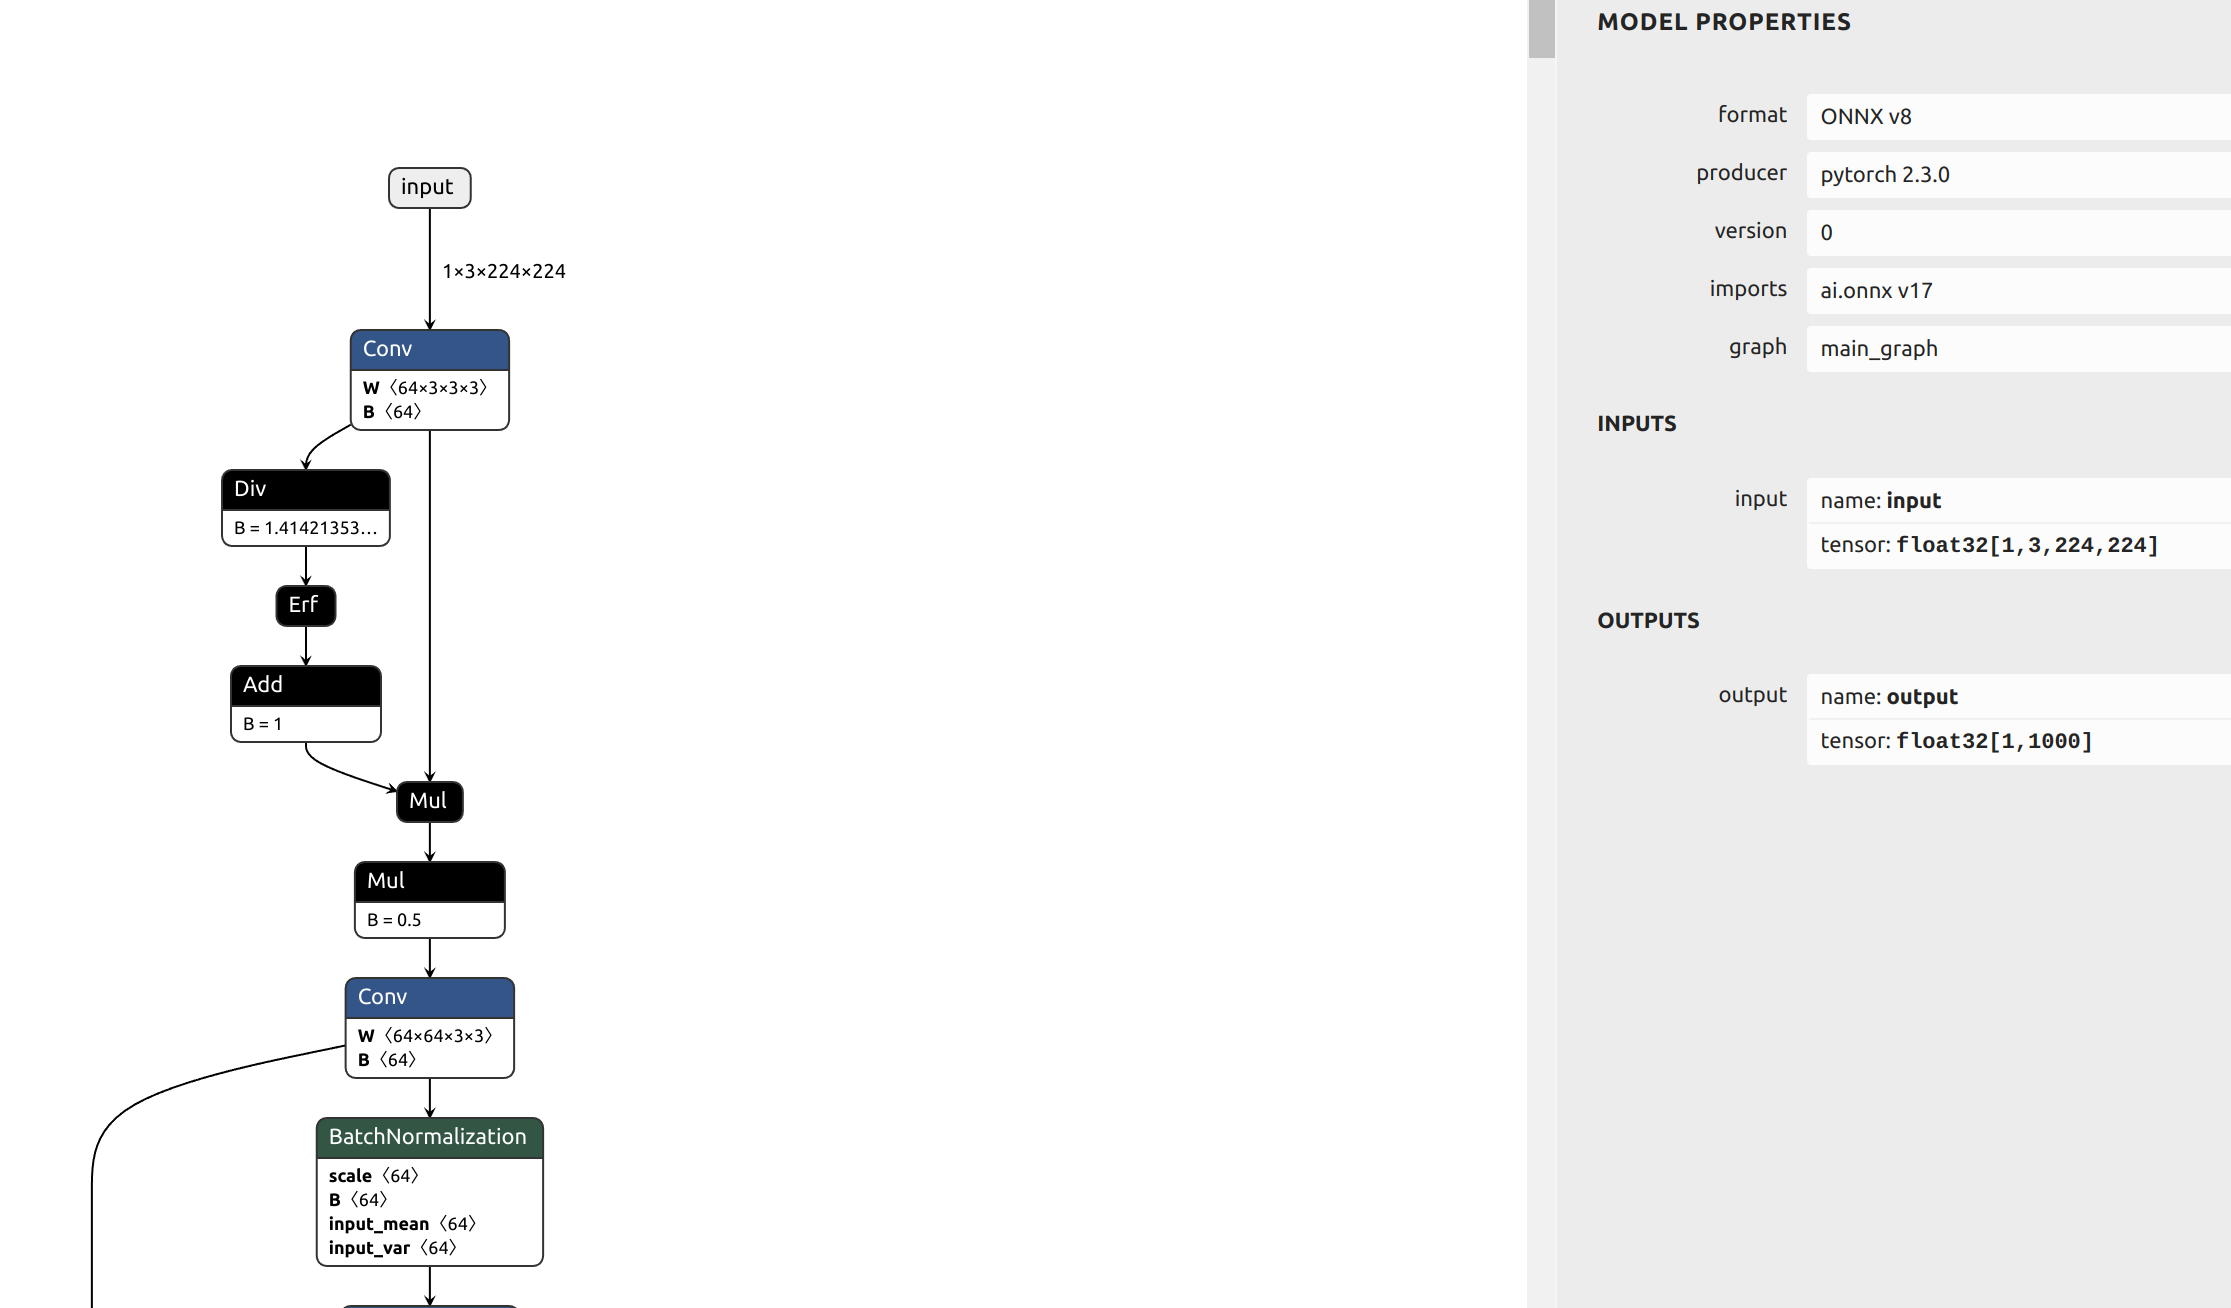 input
1×3×224×224
Conv
W 〈64×3×3×3〉
B 〈64〉
Div
B = 1.41421353…
Erf
Add
B = 1
Mul
Mul
B = 0.5
Conv
W 〈64×64×3×3〉
B 〈64〉
BatchNormalization
scale 〈64〉
B 〈64〉
input_mean 〈64〉
input_var 〈64〉
MODEL PROPERTIES
format ONNX v8
producer pytorch 2.3.0
version 0
imports ai.onnx v17
graph main_graph
INPUTS
input name: input
tensor: float32[1,3,224,224]
OUTPUTS
output name: output
tensor: float32[1,1000]